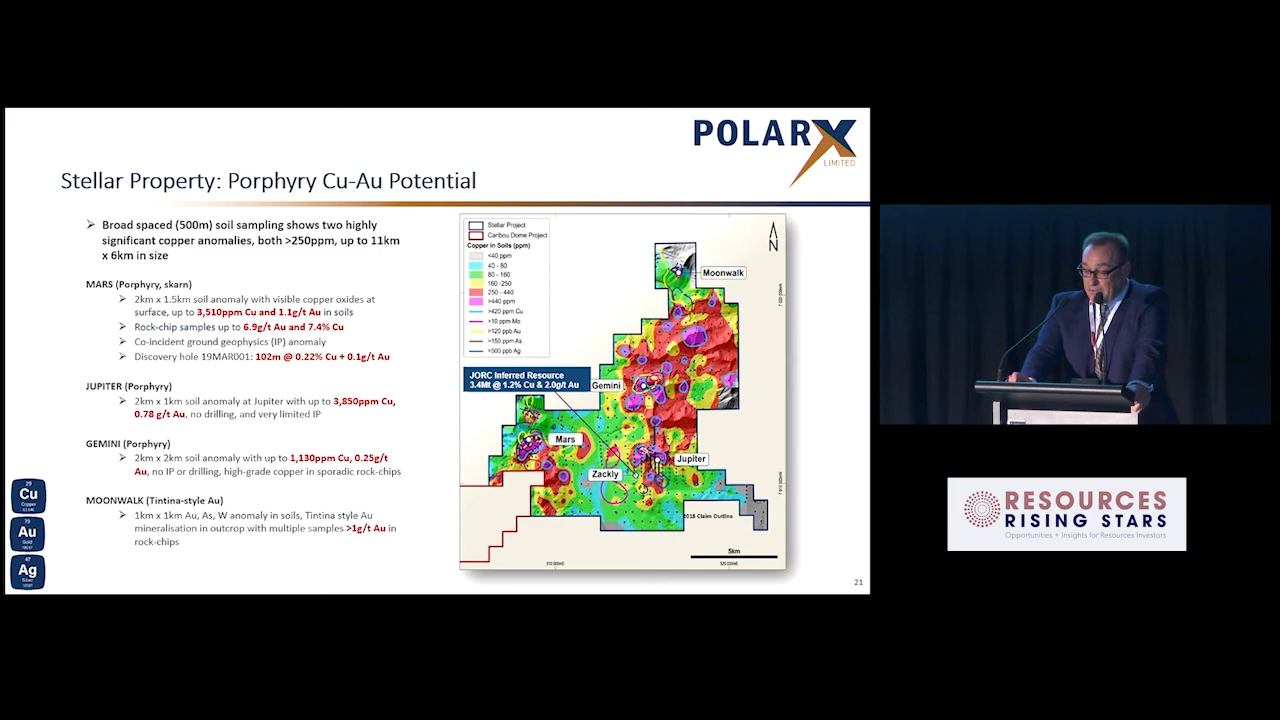 POLARX
LIMITED
Stellar Property: Porphyry Cu-Au Potential
Broad spaced (500m) soil sampling shows two highly
significant copper anomalies, both >250ppm, up to 11km
x 6km in size
MARS (Porphyry, skarn)
2km x 1.5km soil anomaly with visible copper oxides at
surface, up to 3,510ppm Cu and 1.1g/t Au in soils
Rock-chip samples up to 6.9g/t Au and 7.4% Cu
Co-incident ground geophysics (IP) anomaly
Discovery hole 19MAR001: 102m @ 0.22% Cu + 0.1g/t Au
JUPITER (Porphyry)
2km x 1km soil anomaly at Jupiter with up to 3,850ppm Cu,
0.78 g/t Au, no drilling, and very limited IP
GEMINI (Porphyry)
2km x 2km soil anomaly with up to 1,130ppm Cu, 0.25g/t
Au, no IP or drilling, high-grade copper in sporadic rock-chips
MOONWALK (Tintina-style Au)
1km x 1km Au, As, W anomaly in soils, Tintina style Au
mineralisation in outcrop with multiple samples >1g/t Au in
rock-chips
29
Cu
Copper
79
Au
Gold
47
Ag
Silver
Stellar Project
Caribou Dome Project
Copper in Soils (ppm)
<40 ppm
40 - 80
80 - 160
160 -250
250 - 440
>440 ppm
>420 ppm Cu
>10 ppm Mo
>120 ppb Au
>150 ppm As
>500 ppb Ag
N
Moonwalk
JORC Inferred Resource
3.4Mt @ 1.2% Cu & 2.0g/t Au
Gemini
Mars
Jupiter
Zackly
2018 Claim Outline
5km
21
RESOURCES
RISING STARS
Opportunities + Insights for Resources Investors